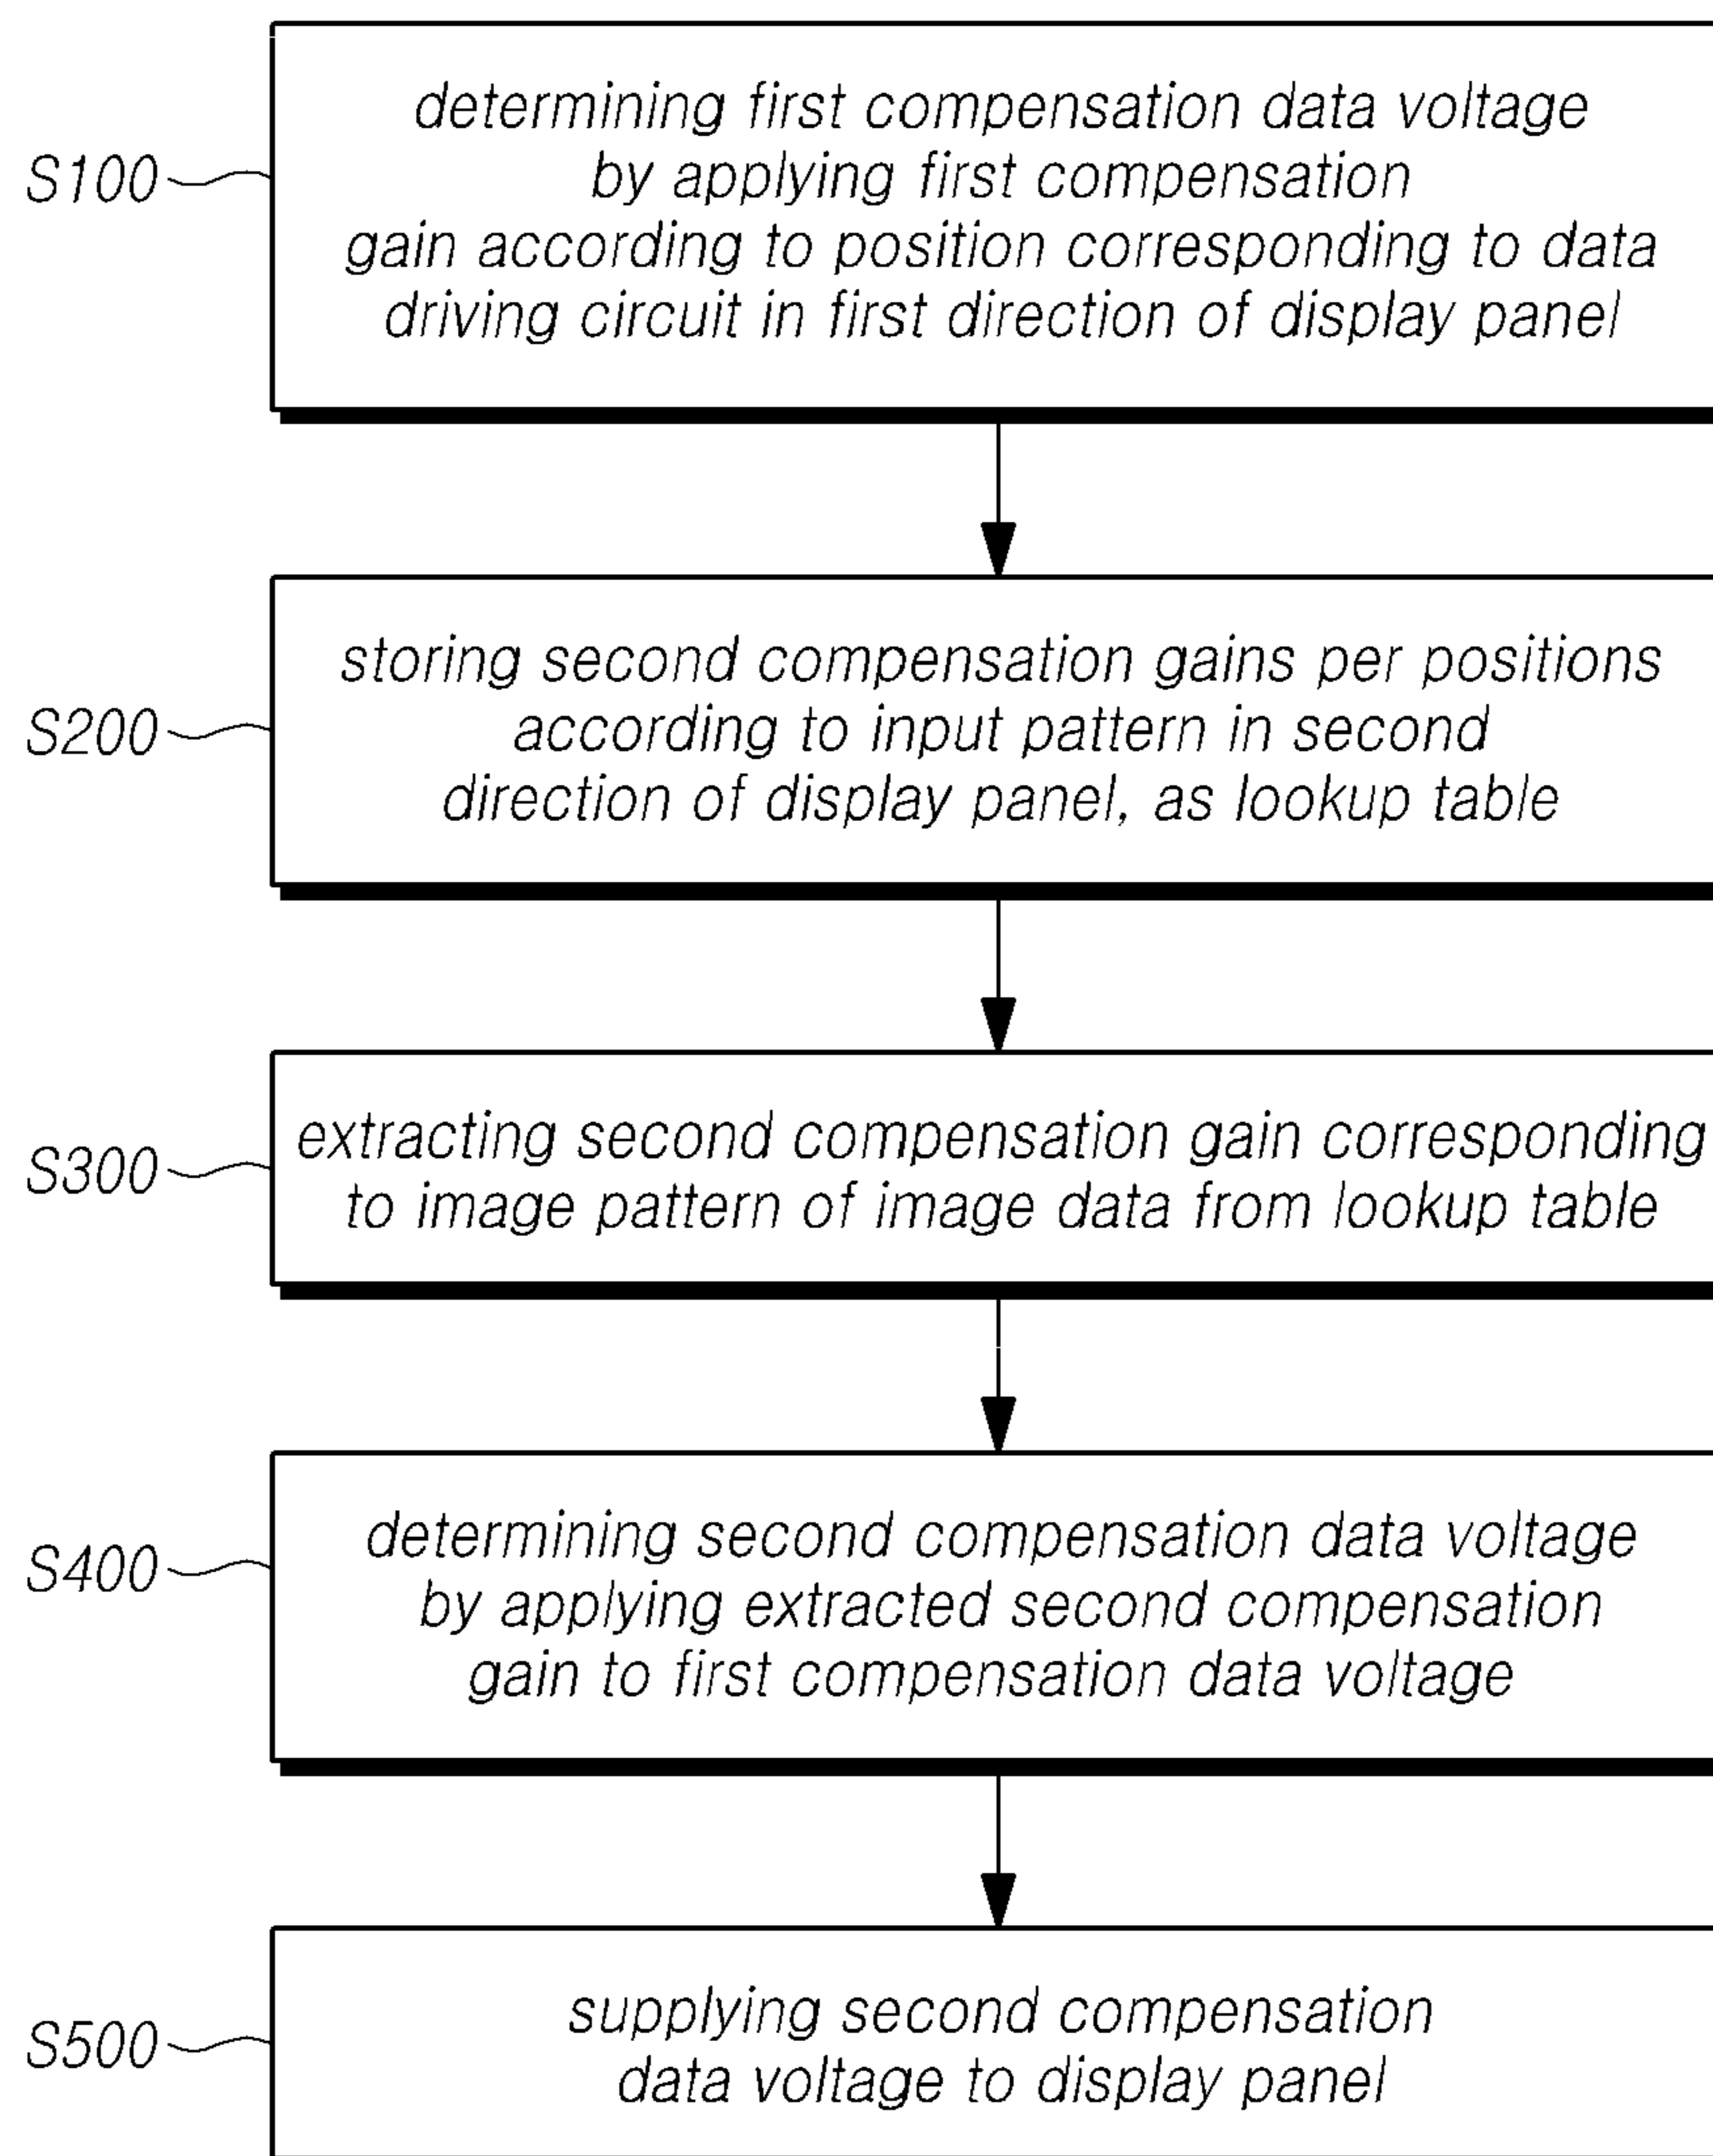 S100
determining first compensation data voltage
by applying first compensation
gain according to position corresponding to data
driving circuit in first direction of display panel
S200
storing second compensation gains per positions
according to input pattern in second
direction of display panel, as lookup table
S300
extracting second compensation gain corresponding
to image pattern of image data from lookup table
S400
determining second compensation data voltage
by applying extracted second compensation
gain to first compensation data voltage
S500
supplying second compensation
data voltage to display panel